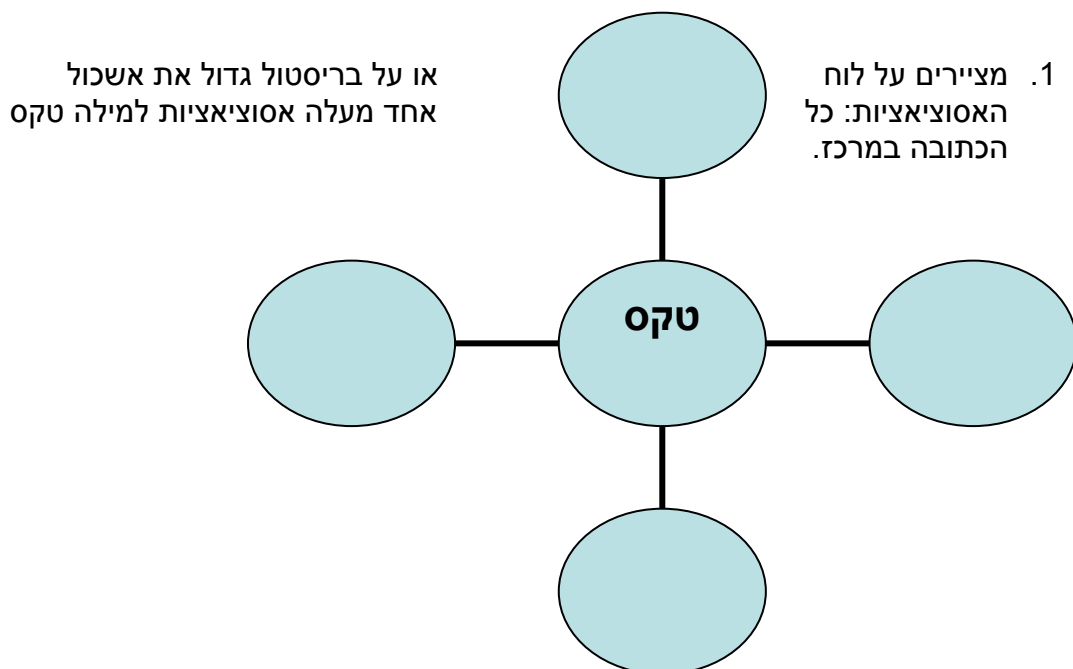 1. מציירים על לוח או על בריסטול גדול את אשכול
האסוציאציות: כל אחד מעלה אסוציאציות למילה טקס
הכתובה במרכז.
טקס